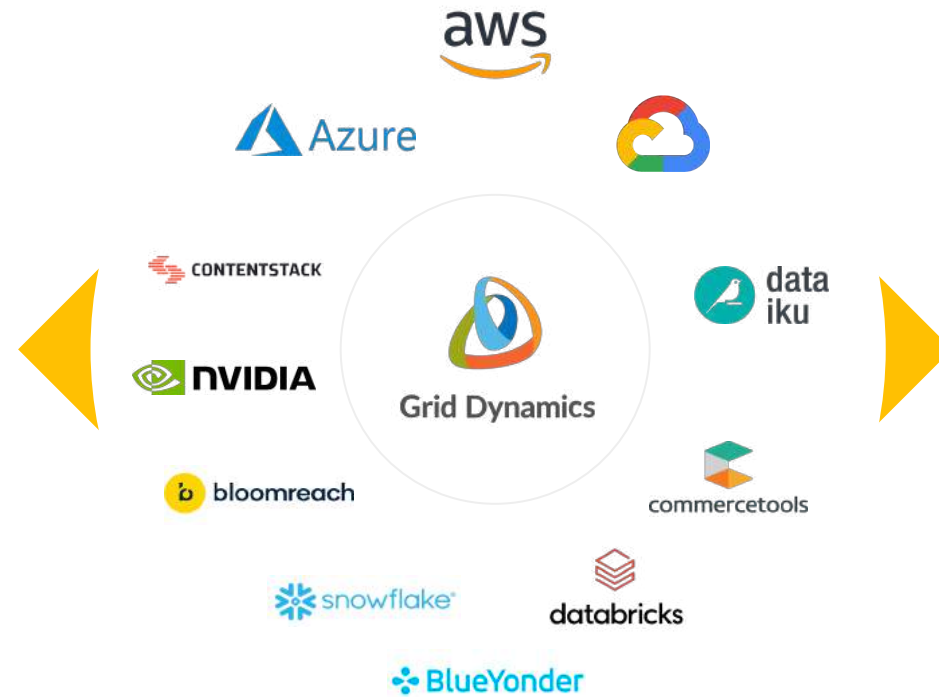 aws
Azure
CONTENTSTACK
data
iku
nVIDIA
Grid Dynamics
commercetools
b bloomreach
snowflake
databricks
BlueYonder